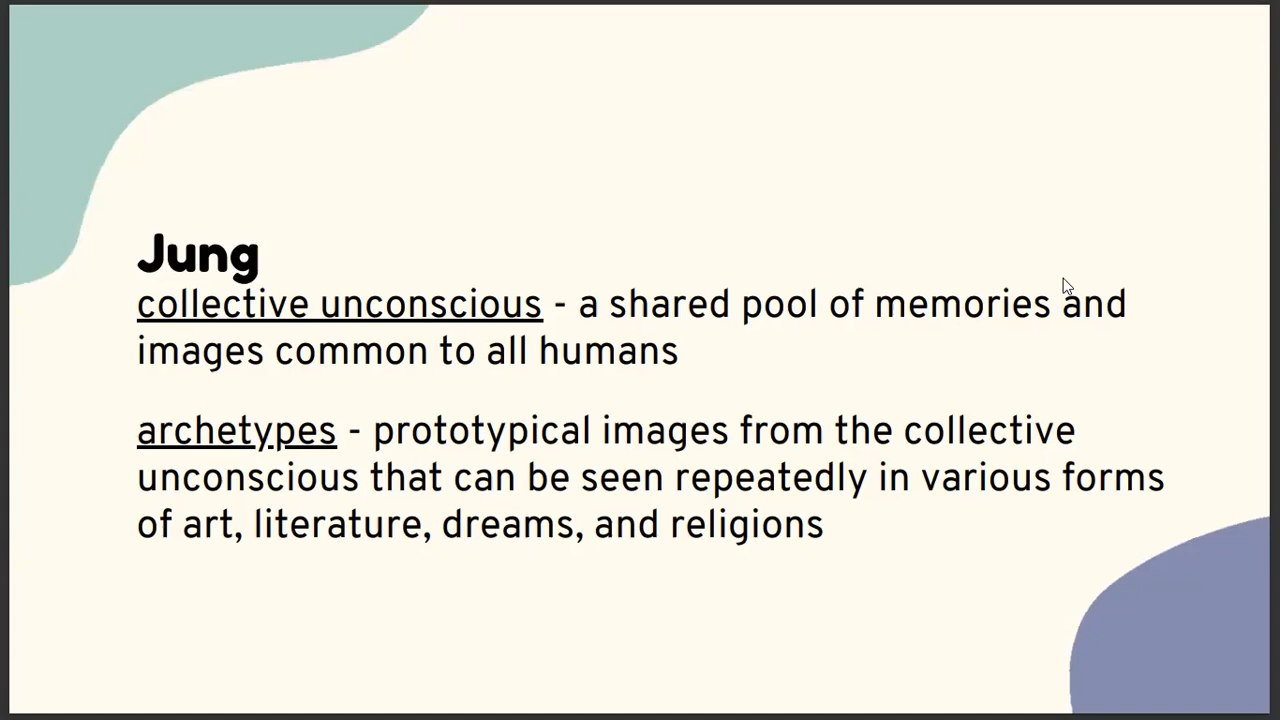 Jung
collective unconscious - a shared pool of memories and
images common to all humans
archetypes - prototypical images from the collective
unconscious that can be seen repeatedly in various forms
of art, literature, dreams, and religions